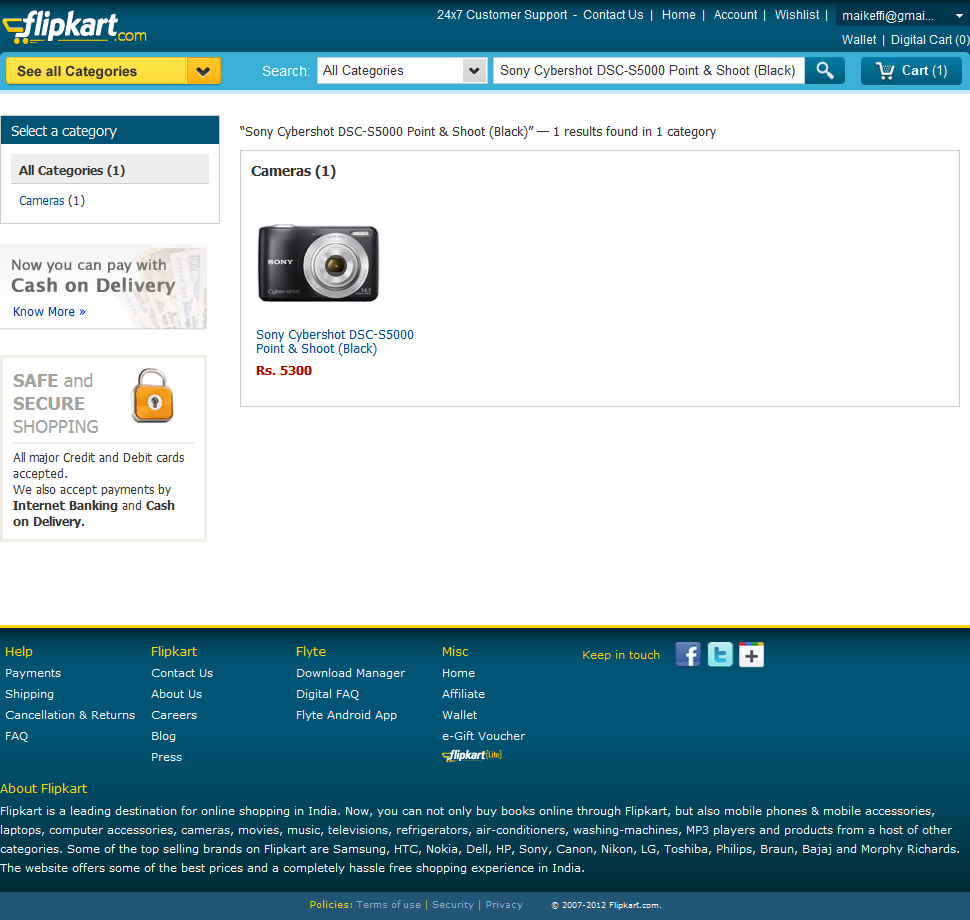 flipkart.com
24x7 Customer Support - Contact Us | Home | Account | Wishlist | maikeffi@gmai...
Wallet | Digital Cart (0)
See all Categories
Search: All Categories Sony Cybershot DSC-S5000 Point & Shoot (Black) Cart (1)
Select a category
All Categories (1)
Cameras (1)
Now you can pay with
Cash on Delivery
Know More »
SAFE and
SECURE
SHOPPING
All major Credit and Debit cards
accepted.
We also accept payments by
Internet Banking and Cash
on Delivery.
“Sony Cybershot DSC-S5000 Point & Shoot (Black)” — 1 results found in 1 category
Cameras (1)
SONY
Cyber-shot
14.1
Sony Cybershot DSC-S5000
Point & Shoot (Black)
Rs. 5300
Help
Payments
Shipping
Cancellation & Returns
FAQ
Flipkart
Contact Us
About Us
Careers
Blog
Press
Flyte
Download Manager
Digital FAQ
Flyte Android App
Misc
Home
Affiliate
Wallet
e-Gift Voucher
flipkart[lite]
Keep in touch
About Flipkart
Flipkart is a leading destination for online shopping in India. Now, you can not only buy books online through Flipkart, but also mobile phones & mobile accessories,
laptops, computer accessories, cameras, movies, music, televisions, refrigerators, air-conditioners, washing-machines, MP3 players and products from a host of other
categories. Some of the top selling brands on Flipkart are Samsung, HTC, Nokia, Dell, HP, Sony, Canon, Nikon, LG, Toshiba, Philips, Braun, Bajaj and Morphy Richards.
The website offers some of the best prices and a completely hassle free shopping experience in India.
Policies: Terms of use | Security | Privacy © 2007-2012 Flipkart.com.